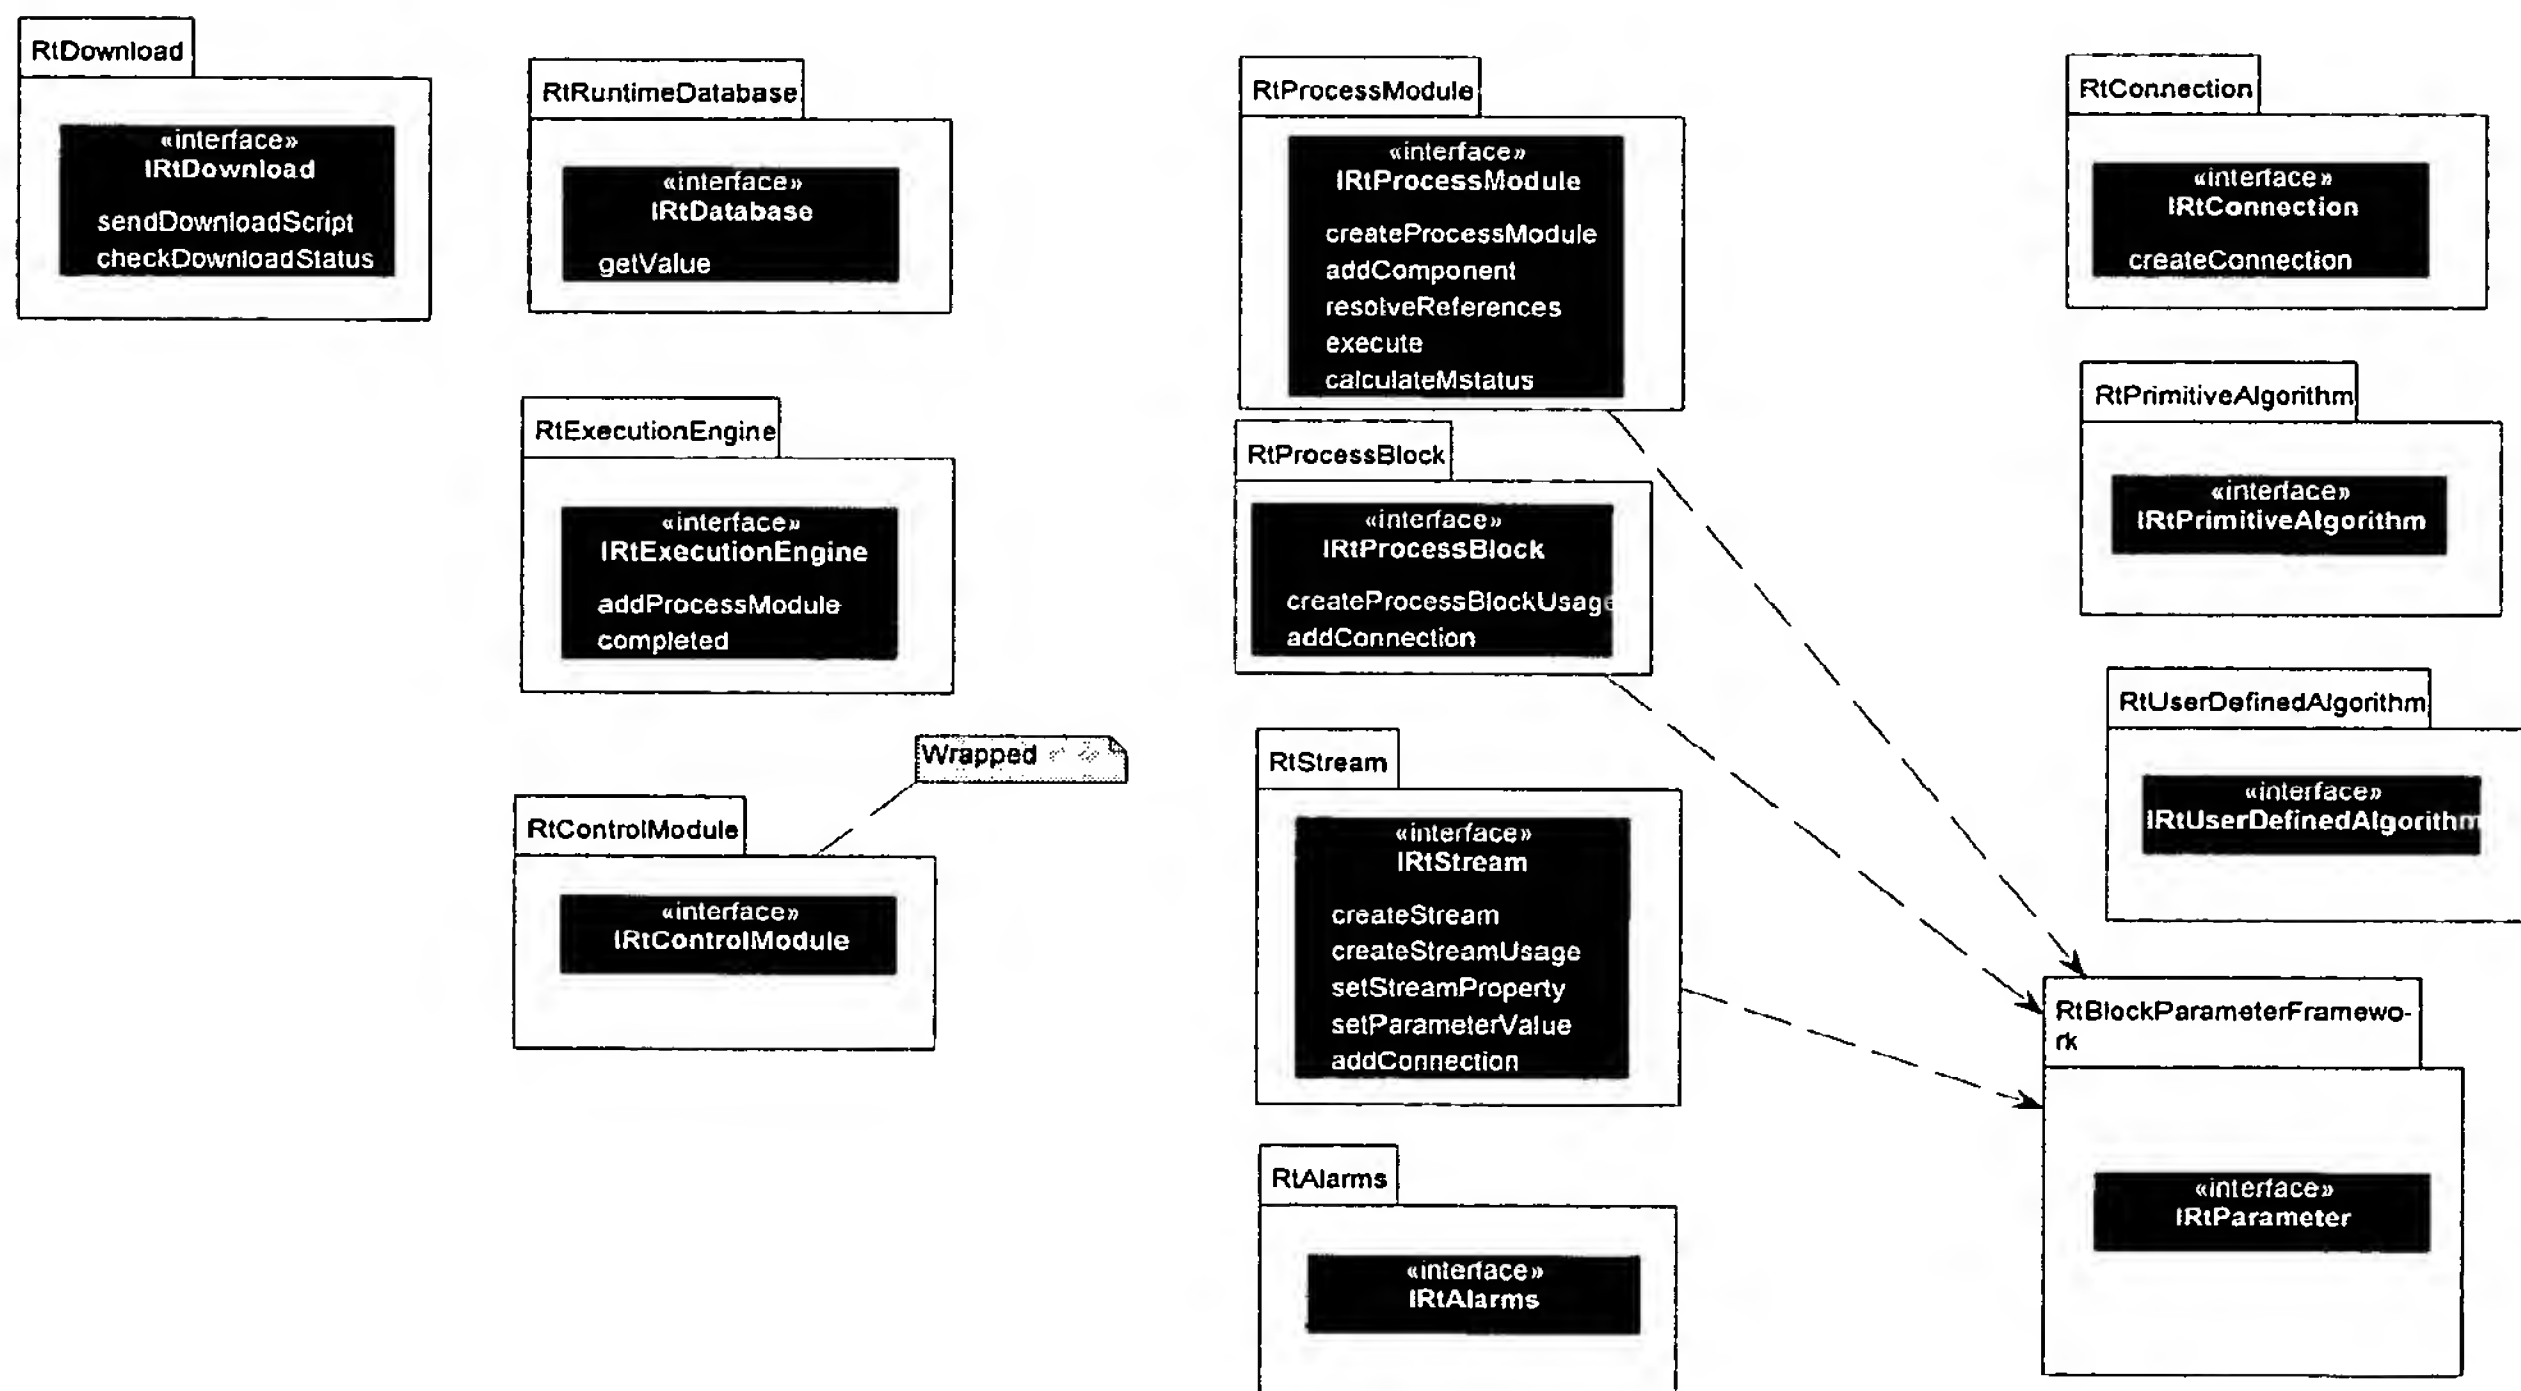 RtDownload
«interface»
IRtDownload
sendDownloadScript
checkDownloadStatus
RtRuntimeDatabase
«interface»
IRtDatabase
getValue
RtExecutionEngine
«interface»
IRtExecutionEngine
addProcessModule
completed
Wrapped
RtControlModule
«interface»
IRtControlModule
RtProcessModule
«interface»
IRtProcessModule
createProcessModule
addComponent
resolveReferences
execute
calculateMstatus
RtProcessBlock
«interface»
IRtProcessBlock
createProcessBlockUsage
addConnection
RtStream
«interface»
IRtStream
createStream
createStreamUsage
setStreamProperty
setParameterValue
addConnection
RtAlarms
«interface»
IRtAlarms
RtConnection
«interface»
IRtConnection
createConnection
RtPrimitiveAlgorithm
«interface»
IRtPrimitiveAlgorithm
RtUserDefinedAlgorithm
«interface»
IRtUserDefinedAlgorithm
RtBlockParameterFramewo-
rk
«interface»
IRtParameter